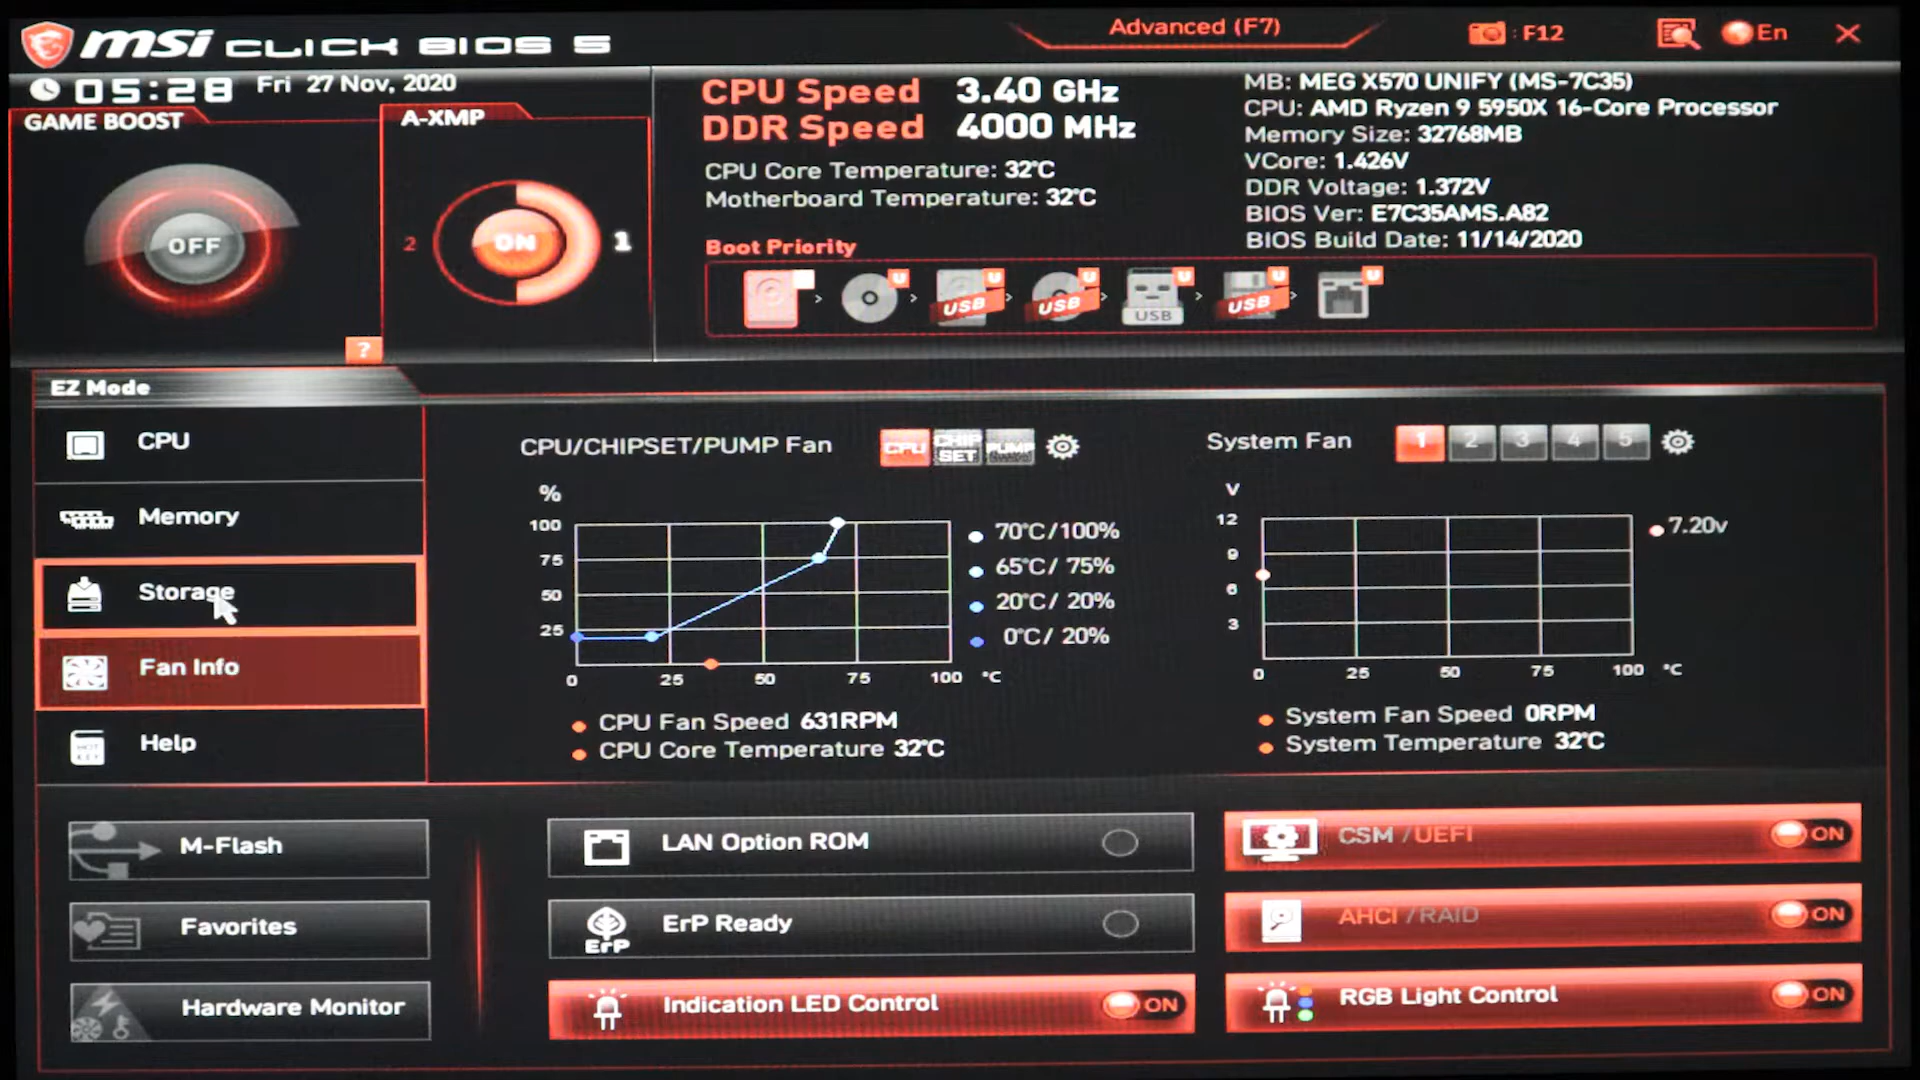 msi CLICK BIOS 5
Advanced (F7)
: F12
En
05:28 Fri 27 Nov, 2020
GAME BOOST
OFF
?
A-XMP
2 ON 1
CPU Speed 3.40 GHz
DDR Speed 4000 MHz
CPU Core Temperature: 32°C
Motherboard Temperature: 32°C
MB: MEG X570 UNIFY (MS-7C35)
CPU: AMD Ryzen 9 5950X 16-Core Processor
Memory Size: 32768MB
VCore: 1.426V
DDR Voltage: 1.372V
BIOS Ver: E7C35AMS.A82
BIOS Build Date: 11/14/2020
Boot Priority
U U U U U U
USB USB USB USB
EZ Mode
CPU
Memory
Storage
Fan Info
Help
HOT KEY
CPU/CHIPSET/PUMP Fan CPU CHIP SET PUMP
%
100
75
50
25
0 25 50 75 100 °C
70°C/100%
65°C/ 75%
20°C/ 20%
0°C/ 20%
CPU Fan Speed 631RPM
CPU Core Temperature 32°C
System Fan 1 2 3 4 5
V
12
9
6
3
0 25 50 75 100 °C
7.20v
System Fan Speed 0RPM
System Temperature 32°C
M-Flash
Favorites
Hardware Monitor
LAN Option ROM
ErP
ErP Ready
Indication LED Control ON
CSM /UEFI ON
AHCI /RAID ON
RGB Light Control ON